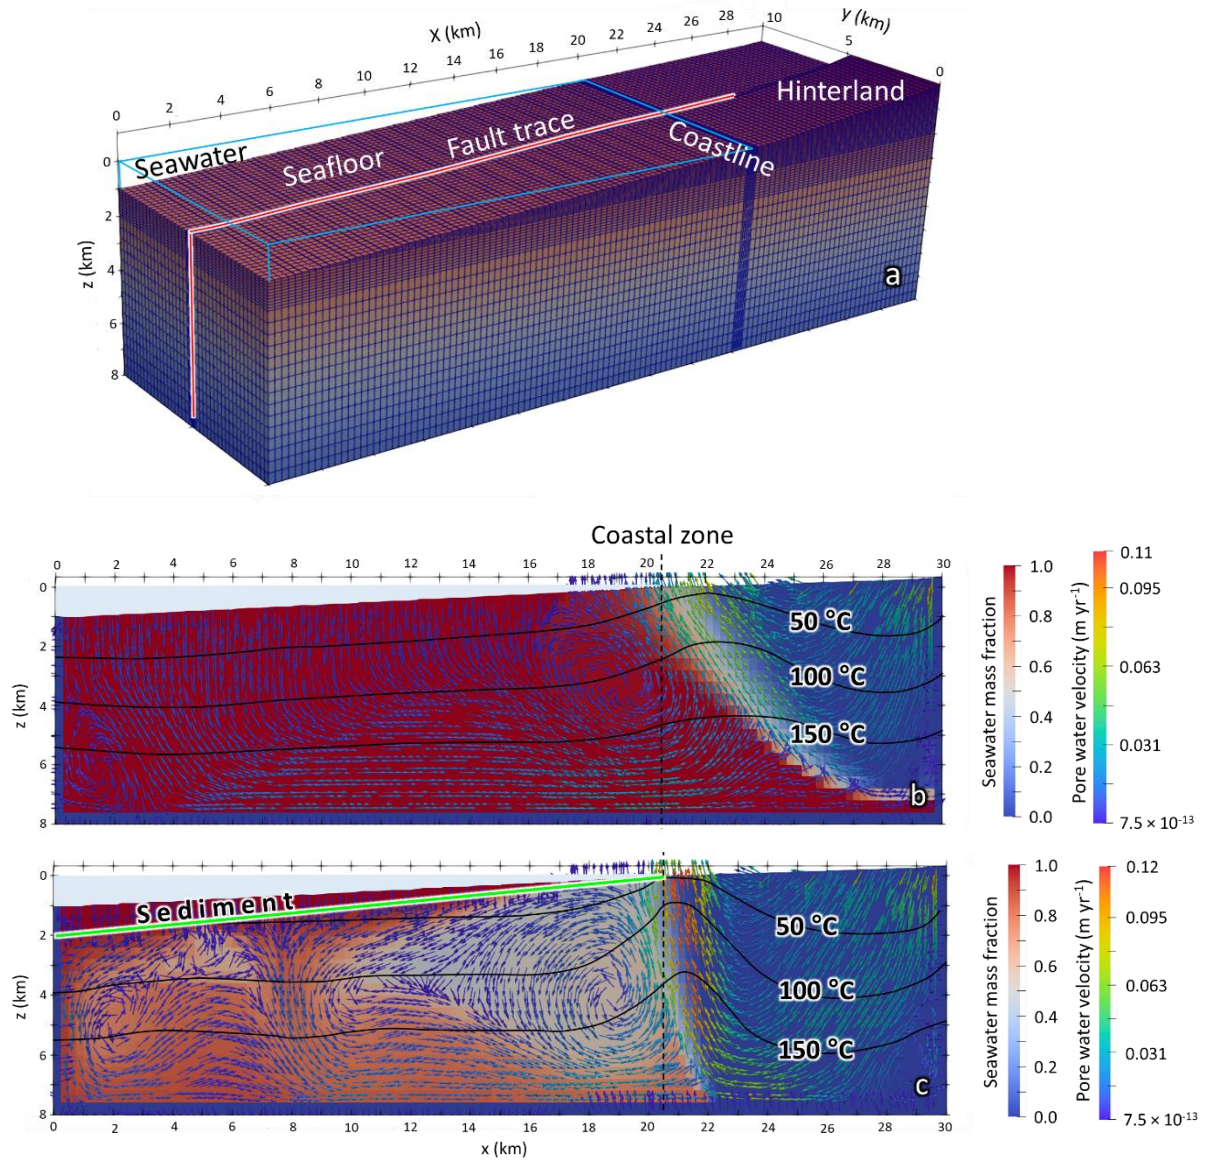 X (km)
y (km)
0 2 4 6 8 10 12 14 16 18 20 22 24 26 28 10
5
0
0
2
4
6
8
z (km)
Seawater
Seafloor
Fault trace
Coastline
Hinterland
a
Coastal zone
0 2 4 6 8 10 12 14 16 18 20 22 24 26 28 30
0
2
4
6
8
z (km)
50 °C
100 °C
150 °C
b
Seawater mass fraction
1.0
0.8
0.6
0.4
0.2
0.0
Pore water velocity (m yr⁻¹)
0.11
0.095
0.063
0.031
7.5 × 10⁻¹³
0
2
4
6
8
z (km)
Sediment
50 °C
100 °C
150 °C
c
0 2 4 6 8 10 12 14 16 18 20 22 24 26 28 30
x (km)
Seawater mass fraction
1.0
0.8
0.6
0.4
0.2
0.0
Pore water velocity (m yr⁻¹)
0.12
0.095
0.063
0.031
7.5 × 10⁻¹³